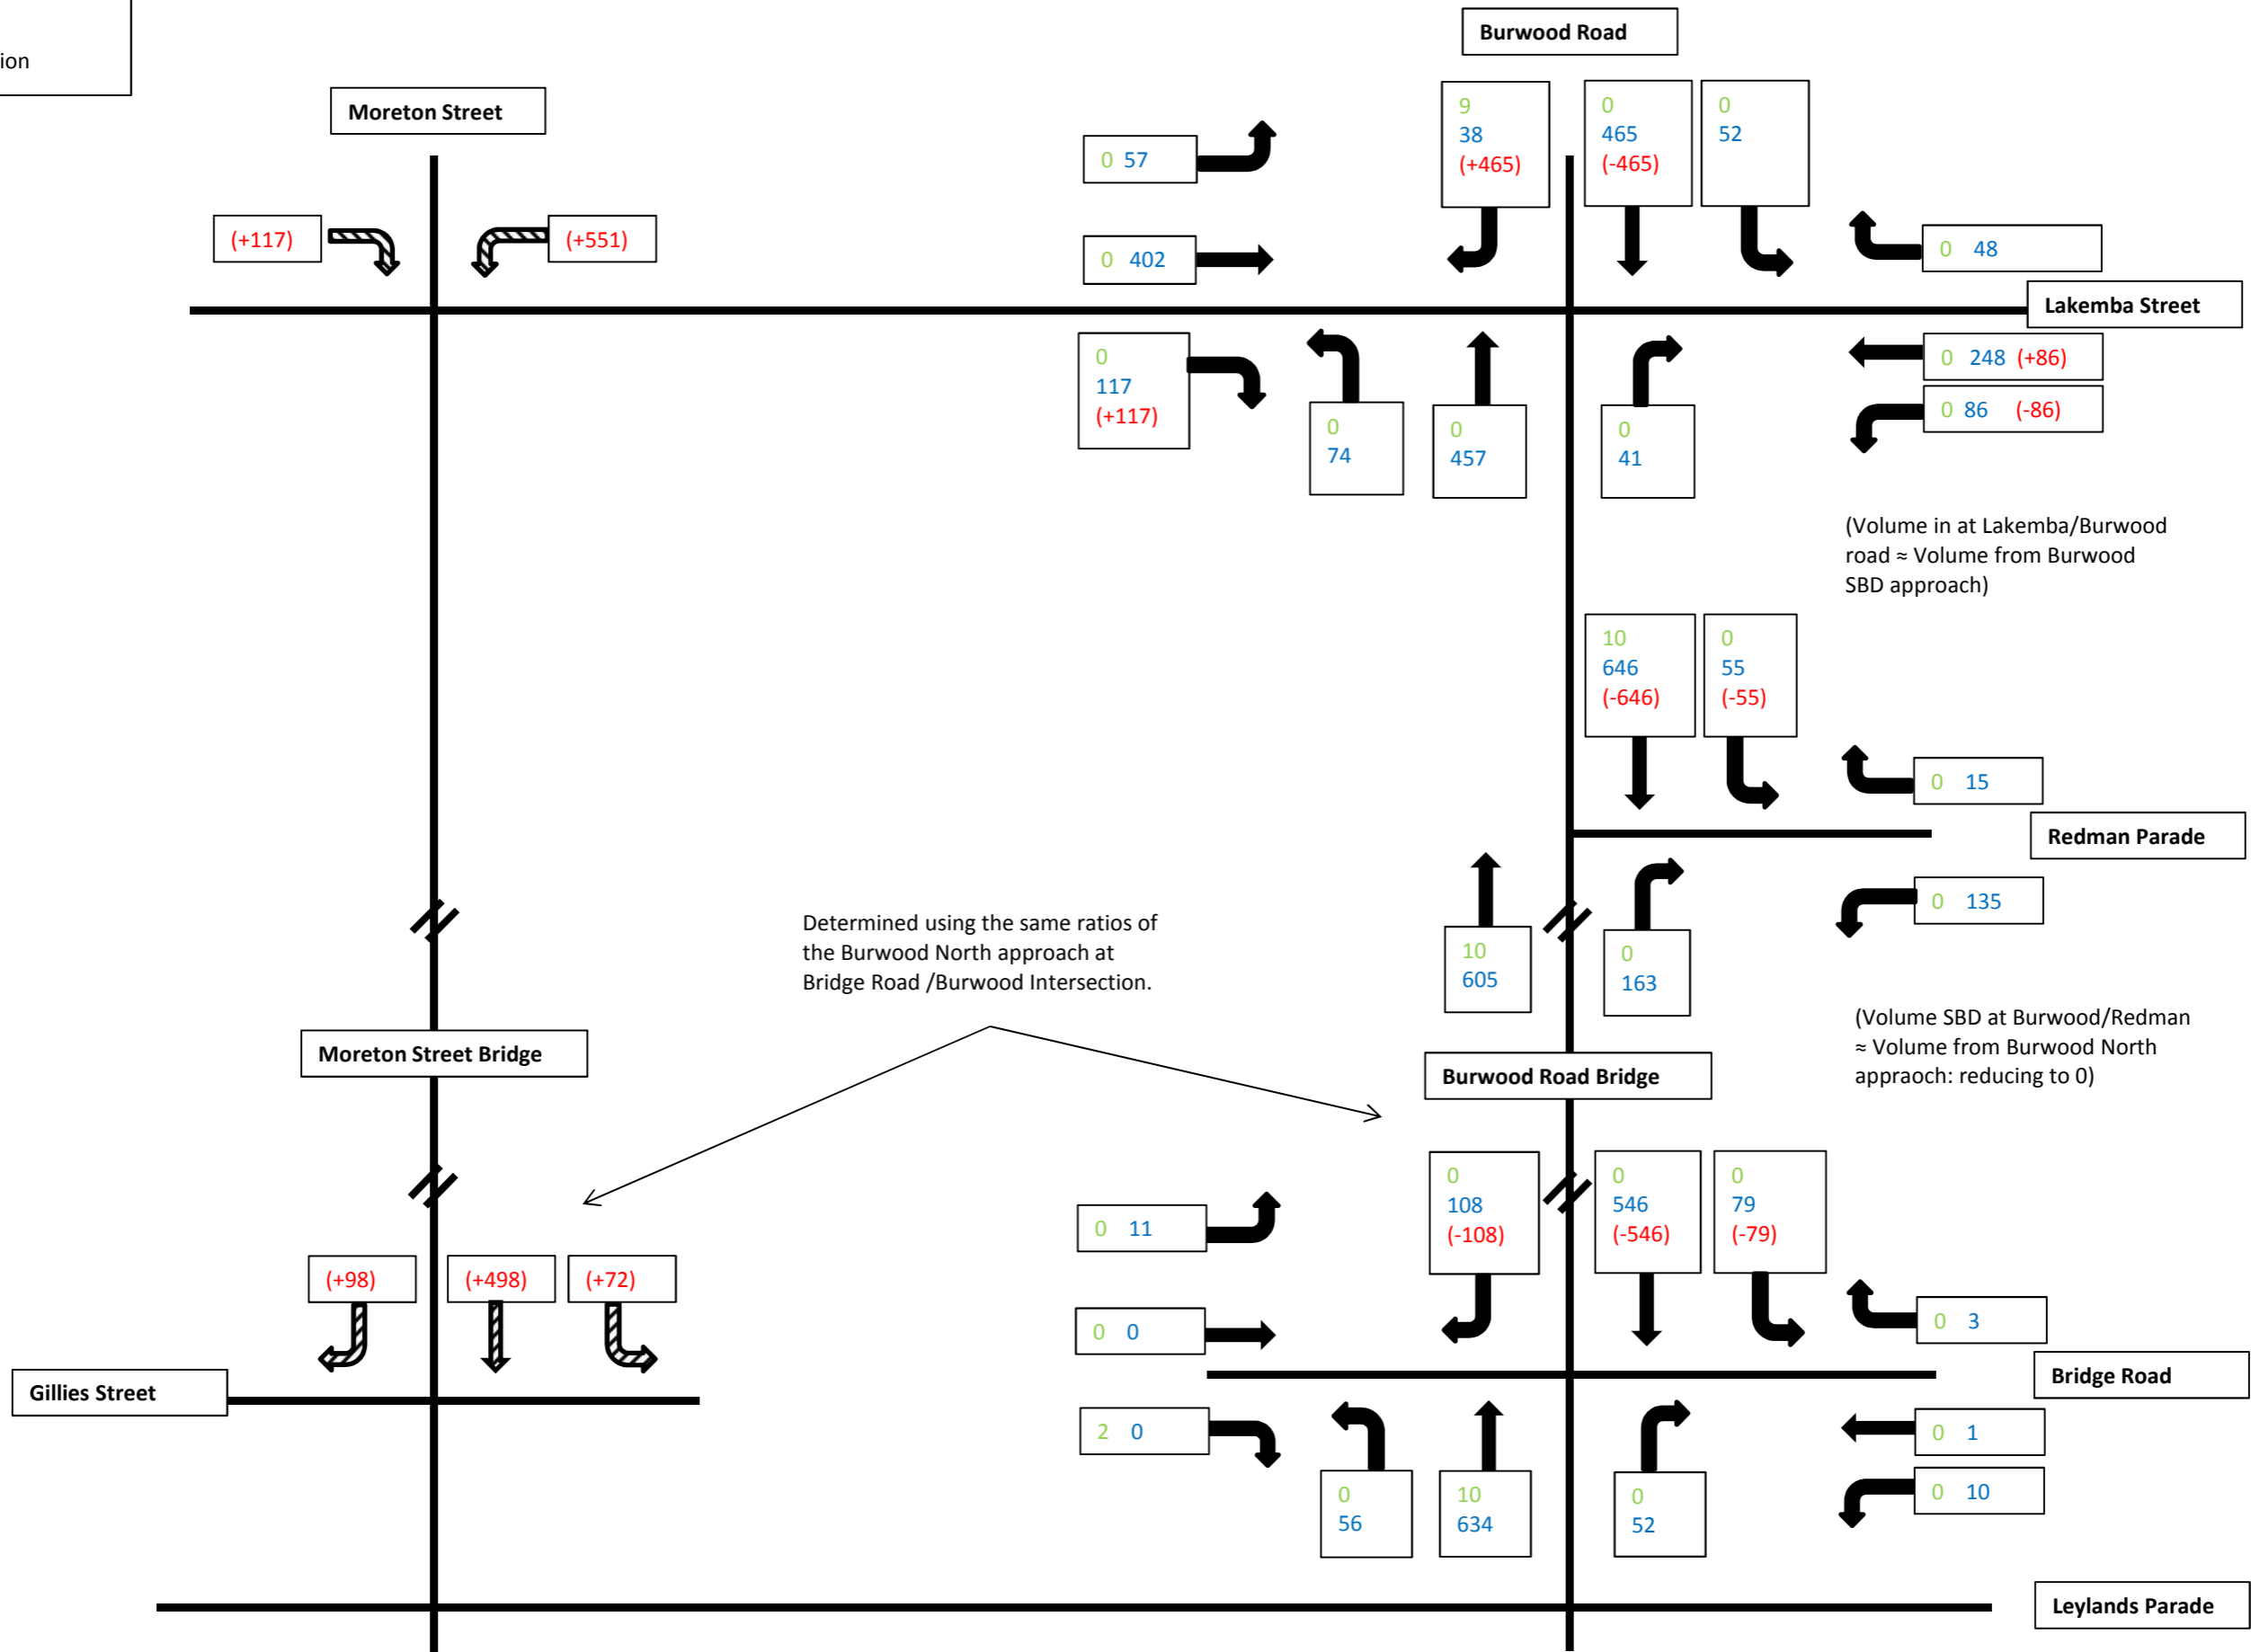 ion
Burwood Road
Moreton Street
9
38
(+465)
0
465
(-465)
0
52
0 57
(+117)
(+551)
0 402
0 48
Lakemba Street
0
117
(+117)
0
74
0
457
0
41
0 248 (+86)
0 86 (-86)
(Volume in at Lakemba/Burwood
road ≈ Volume from Burwood
SBD approach)
10
646
(-646)
0
55
(-55)
0 15
Redman Parade
0 135
Determined using the same ratios of
the Burwood North approach at
Bridge Road /Burwood Intersection.
10
605
0
163
(Volume SBD at Burwood/Redman
≈ Volume from Burwood North
appraoch: reducing to 0)
Moreton Street Bridge
Burwood Road Bridge
0
108
(-108)
0
546
(-546)
0
79
(-79)
0 11
(+98)
(+498)
(+72)
0 0
0 3
Gillies Street
Bridge Road
2 0
0 1
0
56
10
634
0
52
0 10
Leylands Parade